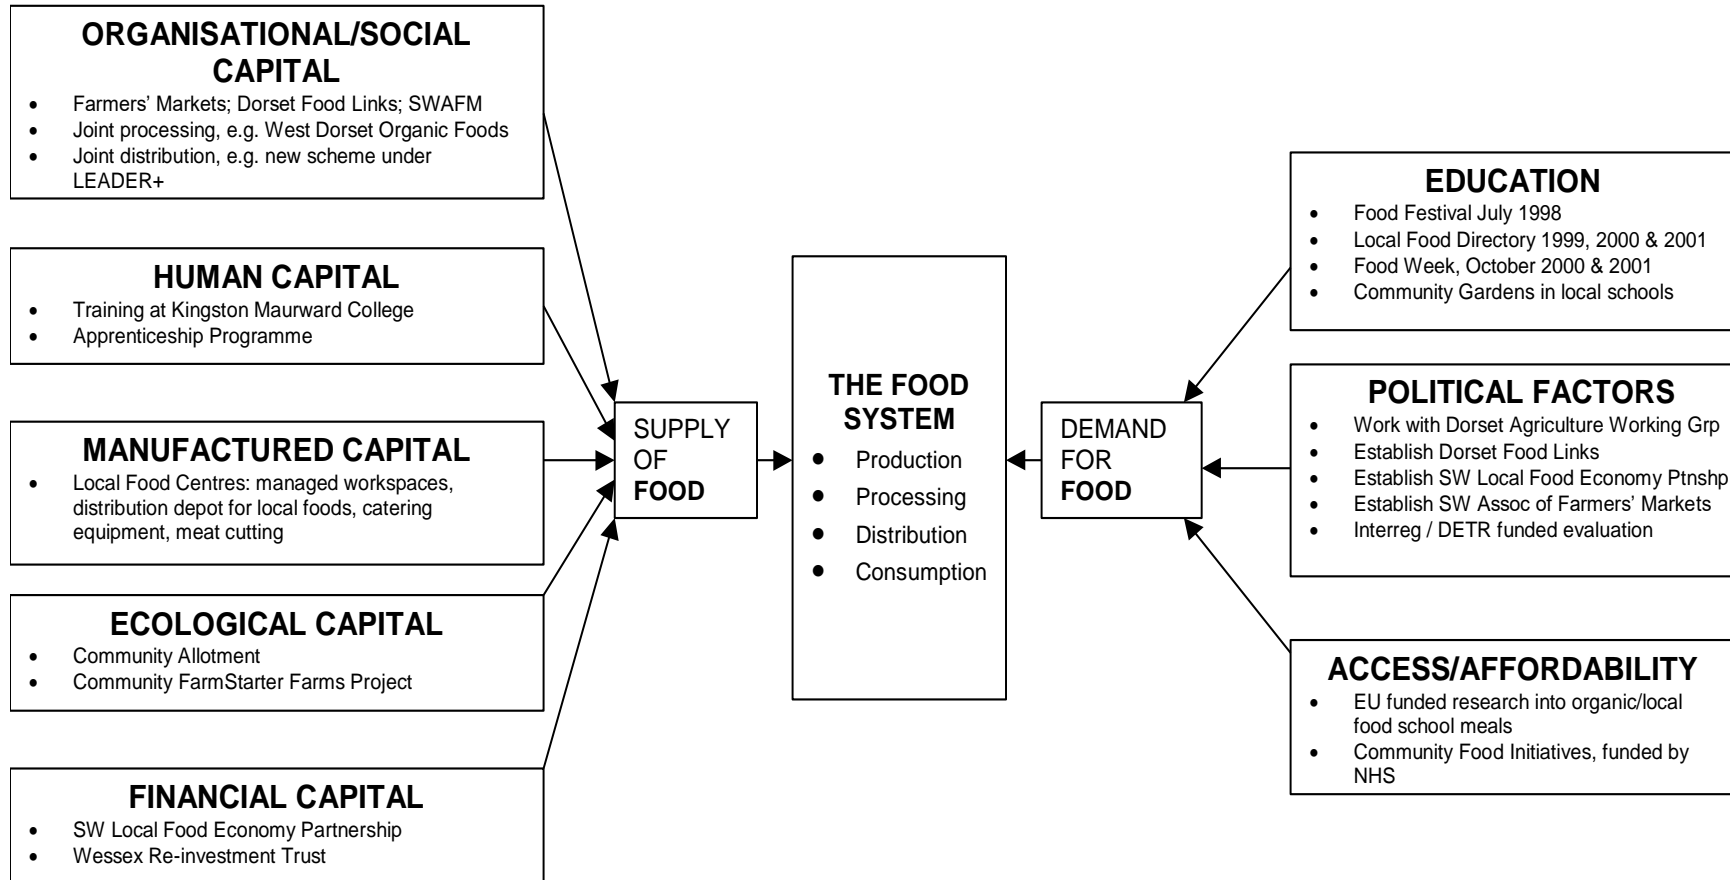 ORGANISATIONAL/SOCIAL
CAPITAL
• Farmers' Markets; Dorset Food Links; SWAFM
• Joint processing, e.g. West Dorset Organic Foods
• Joint distribution, e.g. new scheme under
LEADER+
HUMAN CAPITAL
• Training at Kingston Maurward College
• Apprenticeship Programme
MANUFACTURED CAPITAL
• Local Food Centres: managed workspaces,
distribution depot for local foods, catering
equipment, meat cutting
ECOLOGICAL CAPITAL
• Community Allotment
• Community FarmStarter Farms Project
FINANCIAL CAPITAL
• SW Local Food Economy Partnership
• Wessex Re-investment Trust
SUPPLY
OF
FOOD
THE FOOD
SYSTEM
• Production
• Processing
• Distribution
• Consumption
DEMAND
FOR
FOOD
EDUCATION
• Food Festival July 1998
• Local Food Directory 1999, 2000 & 2001
• Food Week, October 2000 & 2001
• Community Gardens in local schools
POLITICAL FACTORS
• Work with Dorset Agriculture Working Grp
• Establish Dorset Food Links
• Establish SW Local Food Economy Ptnshp
• Establish SW Assoc of Farmers' Markets
• Interreg / DETR funded evaluation
ACCESS/AFFORDABILITY
• EU funded research into organic/local
food school meals
• Community Food Initiatives, funded by
NHS